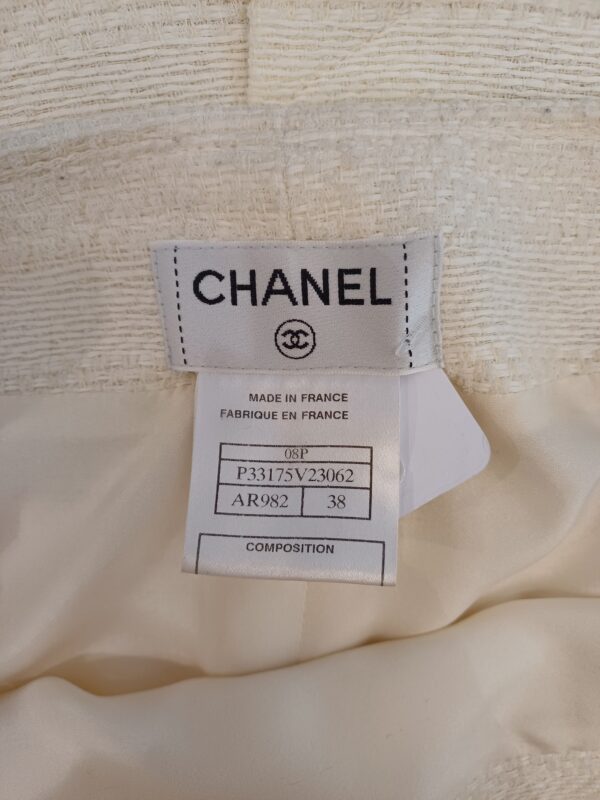 CHANEL
MADE IN FRANCE
FABRIQUE EN FRANCE
08P
P33175V23062
AR982 38
COMPOSITION